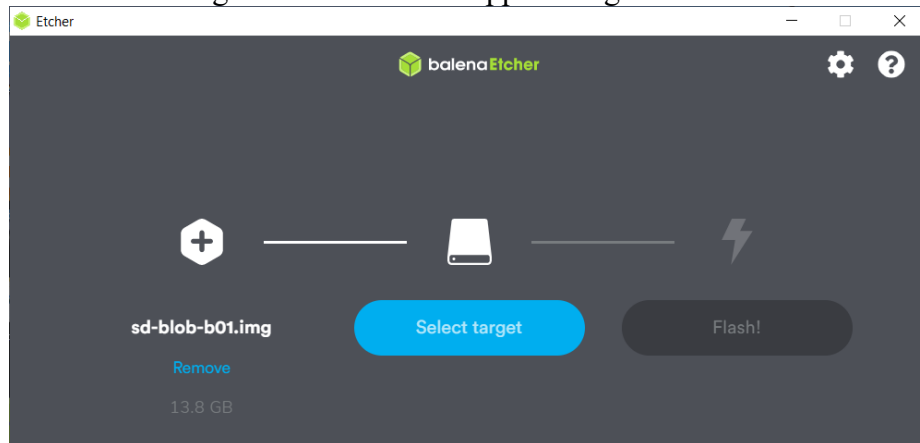 Etcher
balenaEtcher
sd-blob-b01.img
Select target
Flash!
Remove
13.8 GB